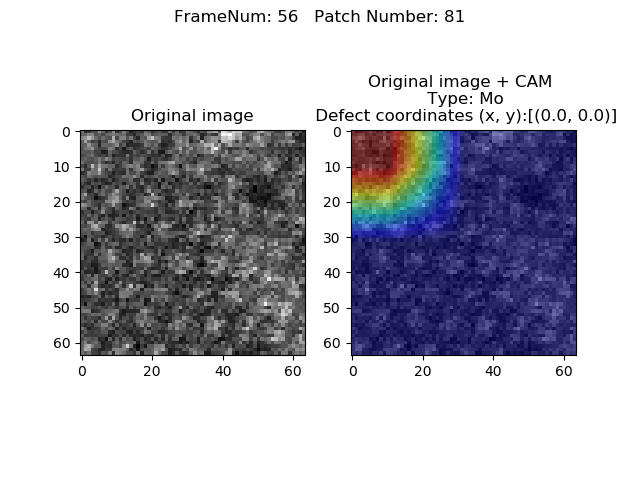 FrameNum: 56   Patch Number: 81
Original image
0
10
20
30
40
50
60
0 20 40 60
Original image + CAM
Type: Mo
Defect coordinates (x, y):[(0.0, 0.0)]
0
10
20
30
40
50
60
0 20 40 60